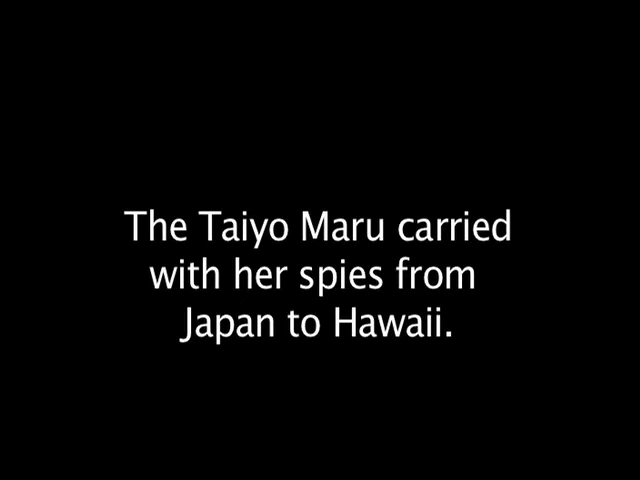 The Taiyo Maru carried
with her spies from
Japan to Hawaii.